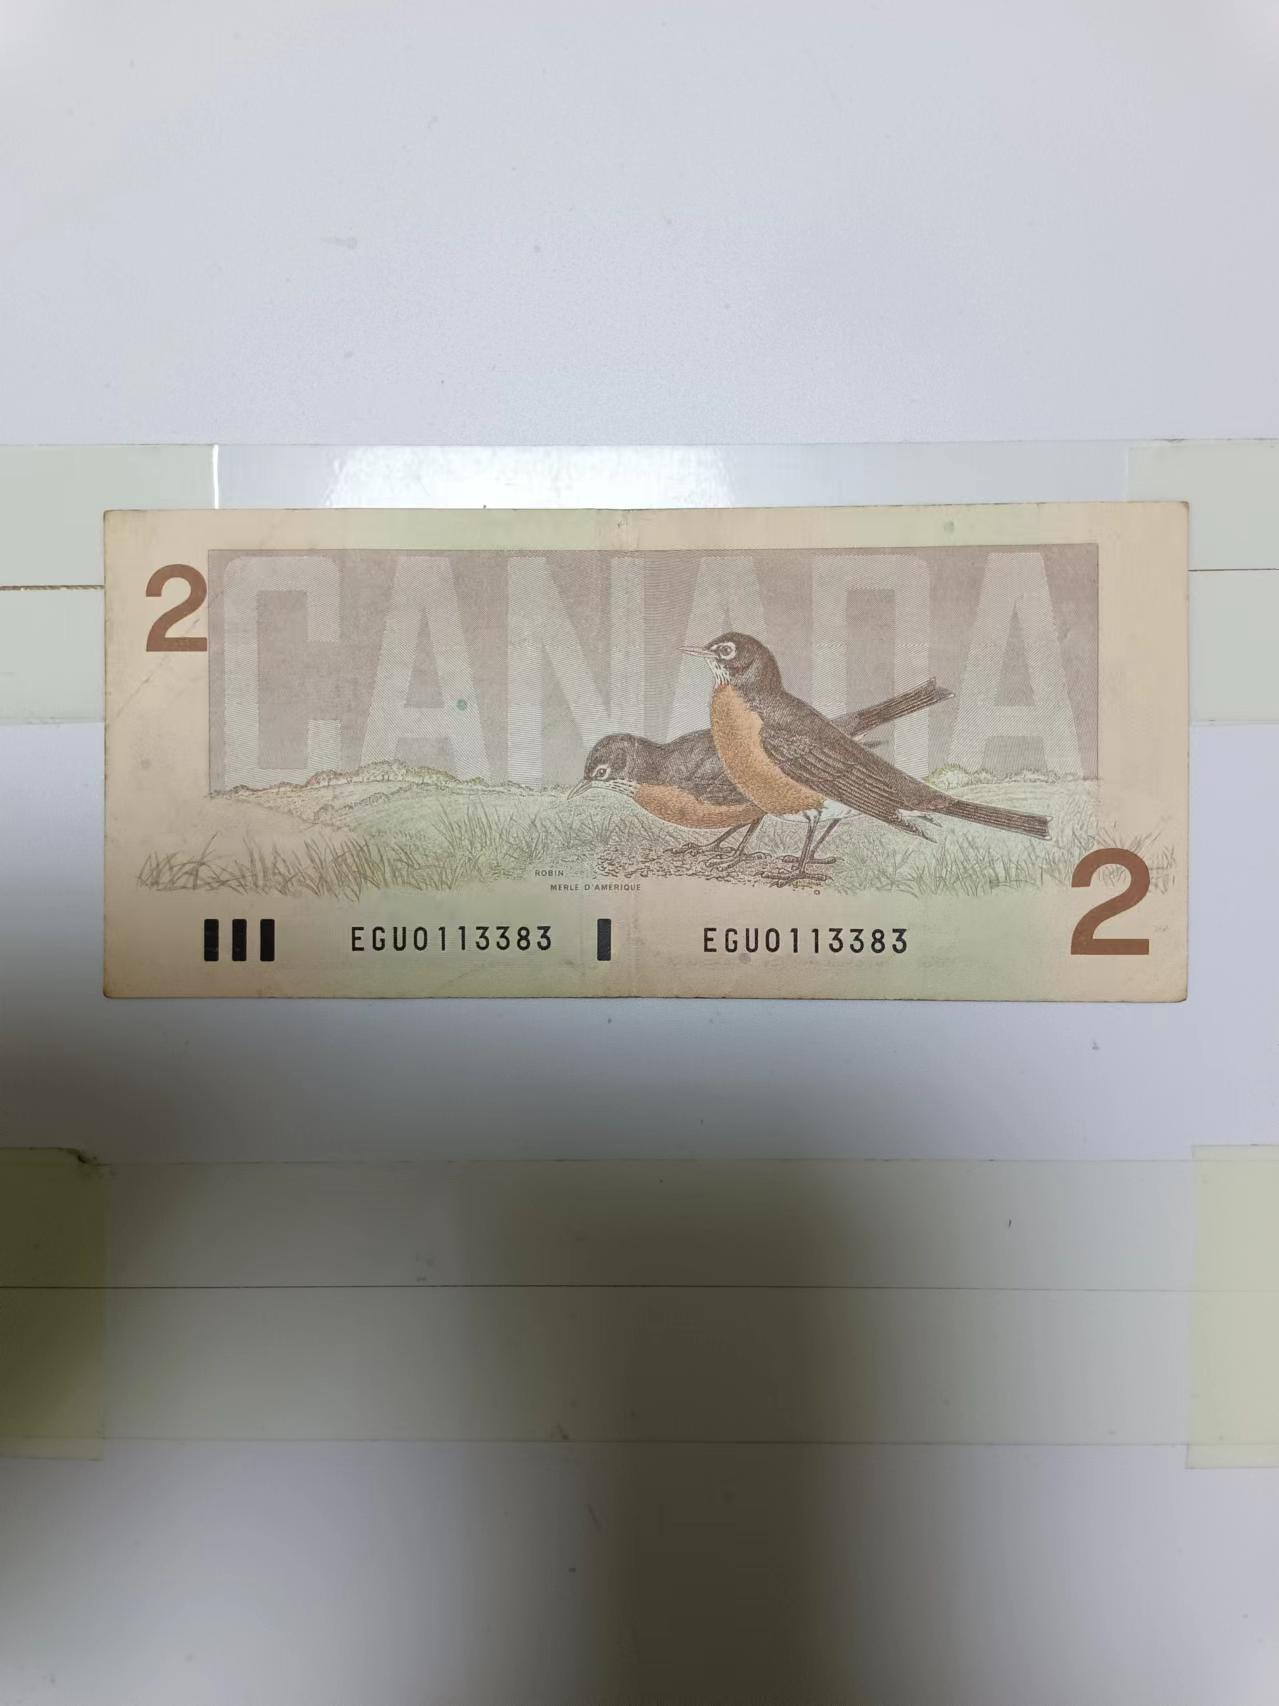 2
CANADA
ROBIN
MERLE D'AMÉRIQUE
2
EGU0113383 EGU0113383